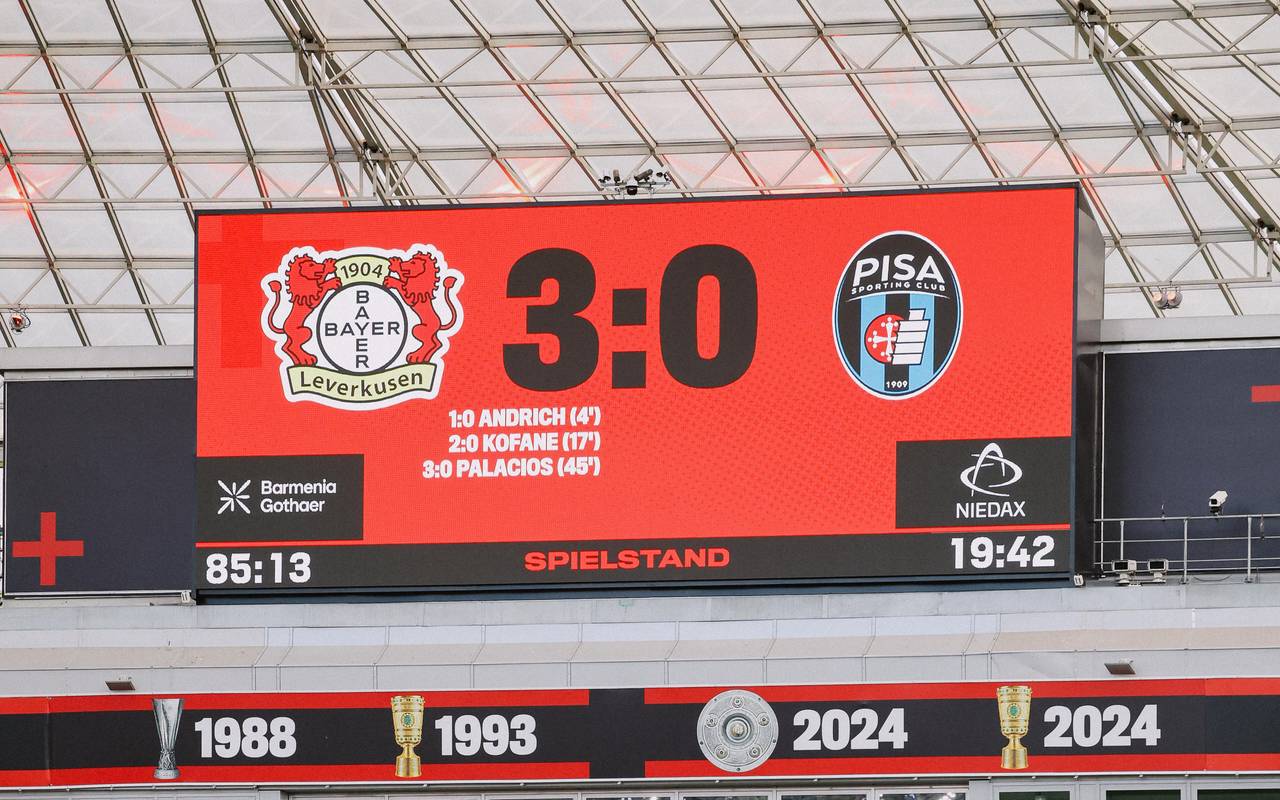 1904
BAYER
BAYER
Leverkusen
3:0
PISA
SPORTING CLUB
1909
1:0 ANDRICH (4')
2:0 KOFANE (17')
3:0 PALACIOS (45')
Barmenia
Gothaer
NIEDAX
85:13
SPIELSTAND
19:42
1988
1993
2024
2024